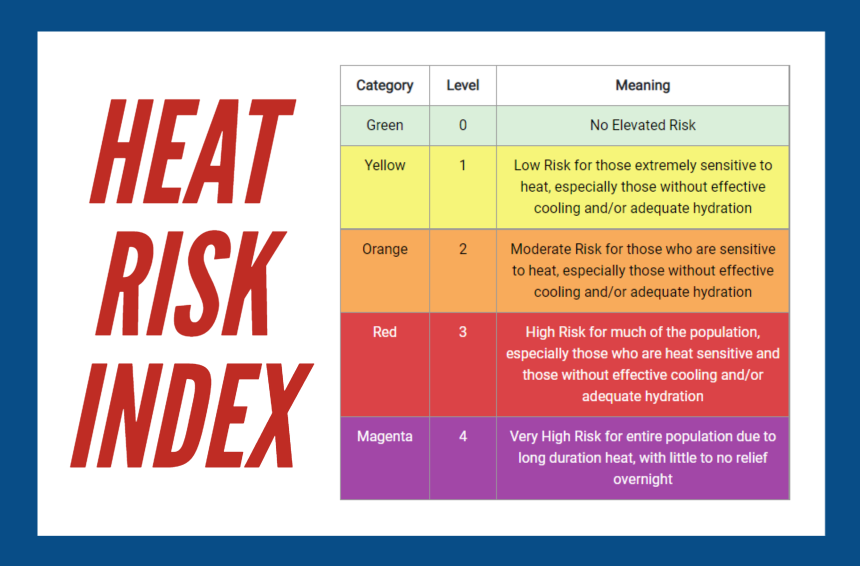 HEAT
RISK
INDEX
Category Level Meaning
Green 0 No Elevated Risk
Yellow 1 Low Risk for those extremely sensitive to
heat, especially those without effective
cooling and/or adequate hydration
Orange 2 Moderate Risk for those who are sensitive
to heat, especially those without effective
cooling and/or adequate hydration
Red 3 High Risk for much of the population,
especially those who are heat sensitive and
those without effective cooling and/or
adequate hydration
Magenta 4 Very High Risk for entire population due to
long duration heat, with little to no relief
overnight